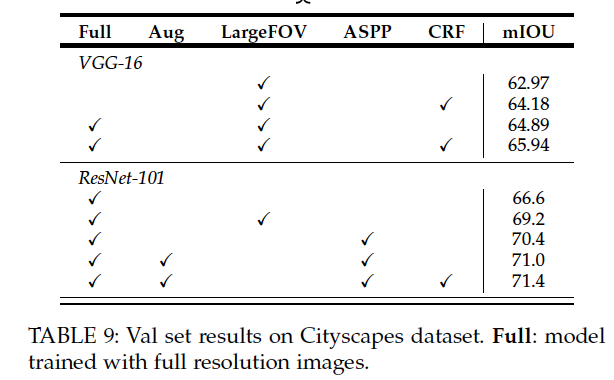 Full Aug LargeFOV ASPP CRF mIOU
VGG-16
✓ 62.97
✓ ✓ 64.18
✓ ✓ 64.89
✓ ✓ ✓ 65.94
ResNet-101
✓ 66.6
✓ ✓ 69.2
✓ ✓ 70.4
✓ ✓ ✓ 71.0
✓ ✓ ✓ ✓ 71.4
TABLE 9: Val set results on Cityscapes dataset. Full: model
trained with full resolution images.